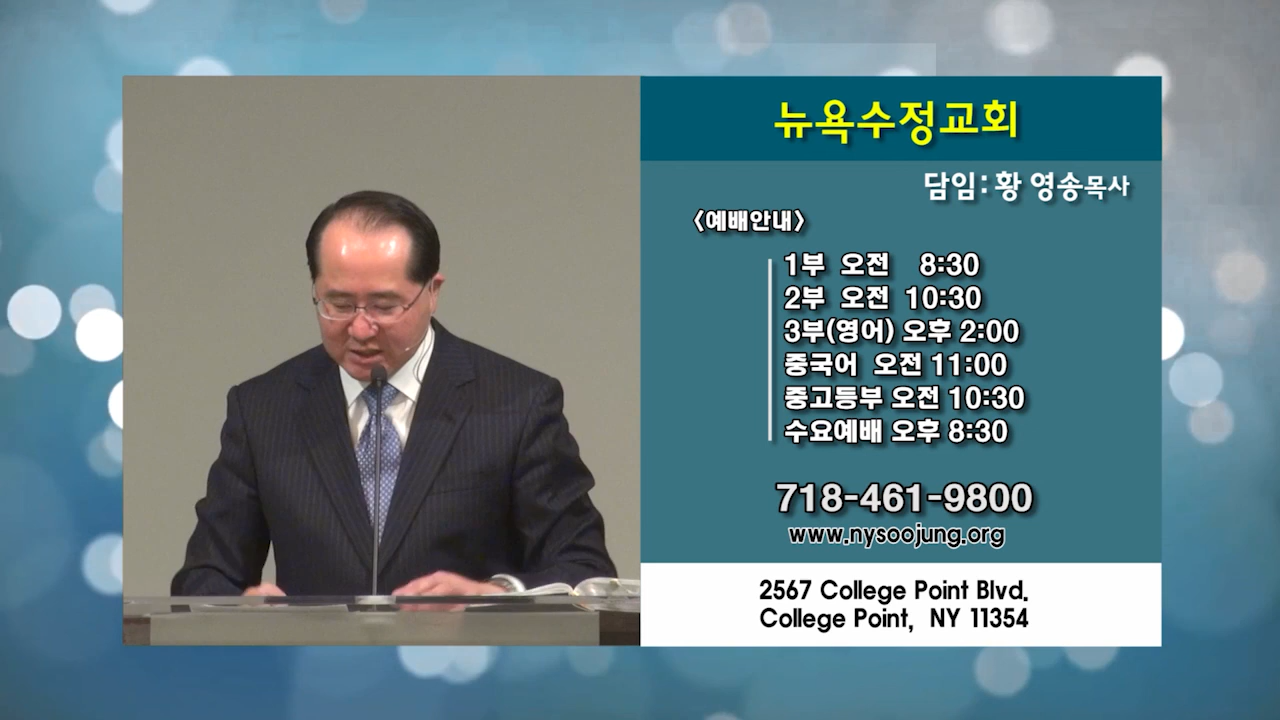 뉴욕수정교회
담임: 황 영송목사
<예배안내>
1부 오전 8:30
2부 오전 10:30
3부(영어) 오후 2:00
중국어 오전 11:00
중고등부 오전 10:30
수요예배 오후 8:30
718-461-9800
www.nysoojung.org
2567 College Point Blvd.
College Point, NY 11354